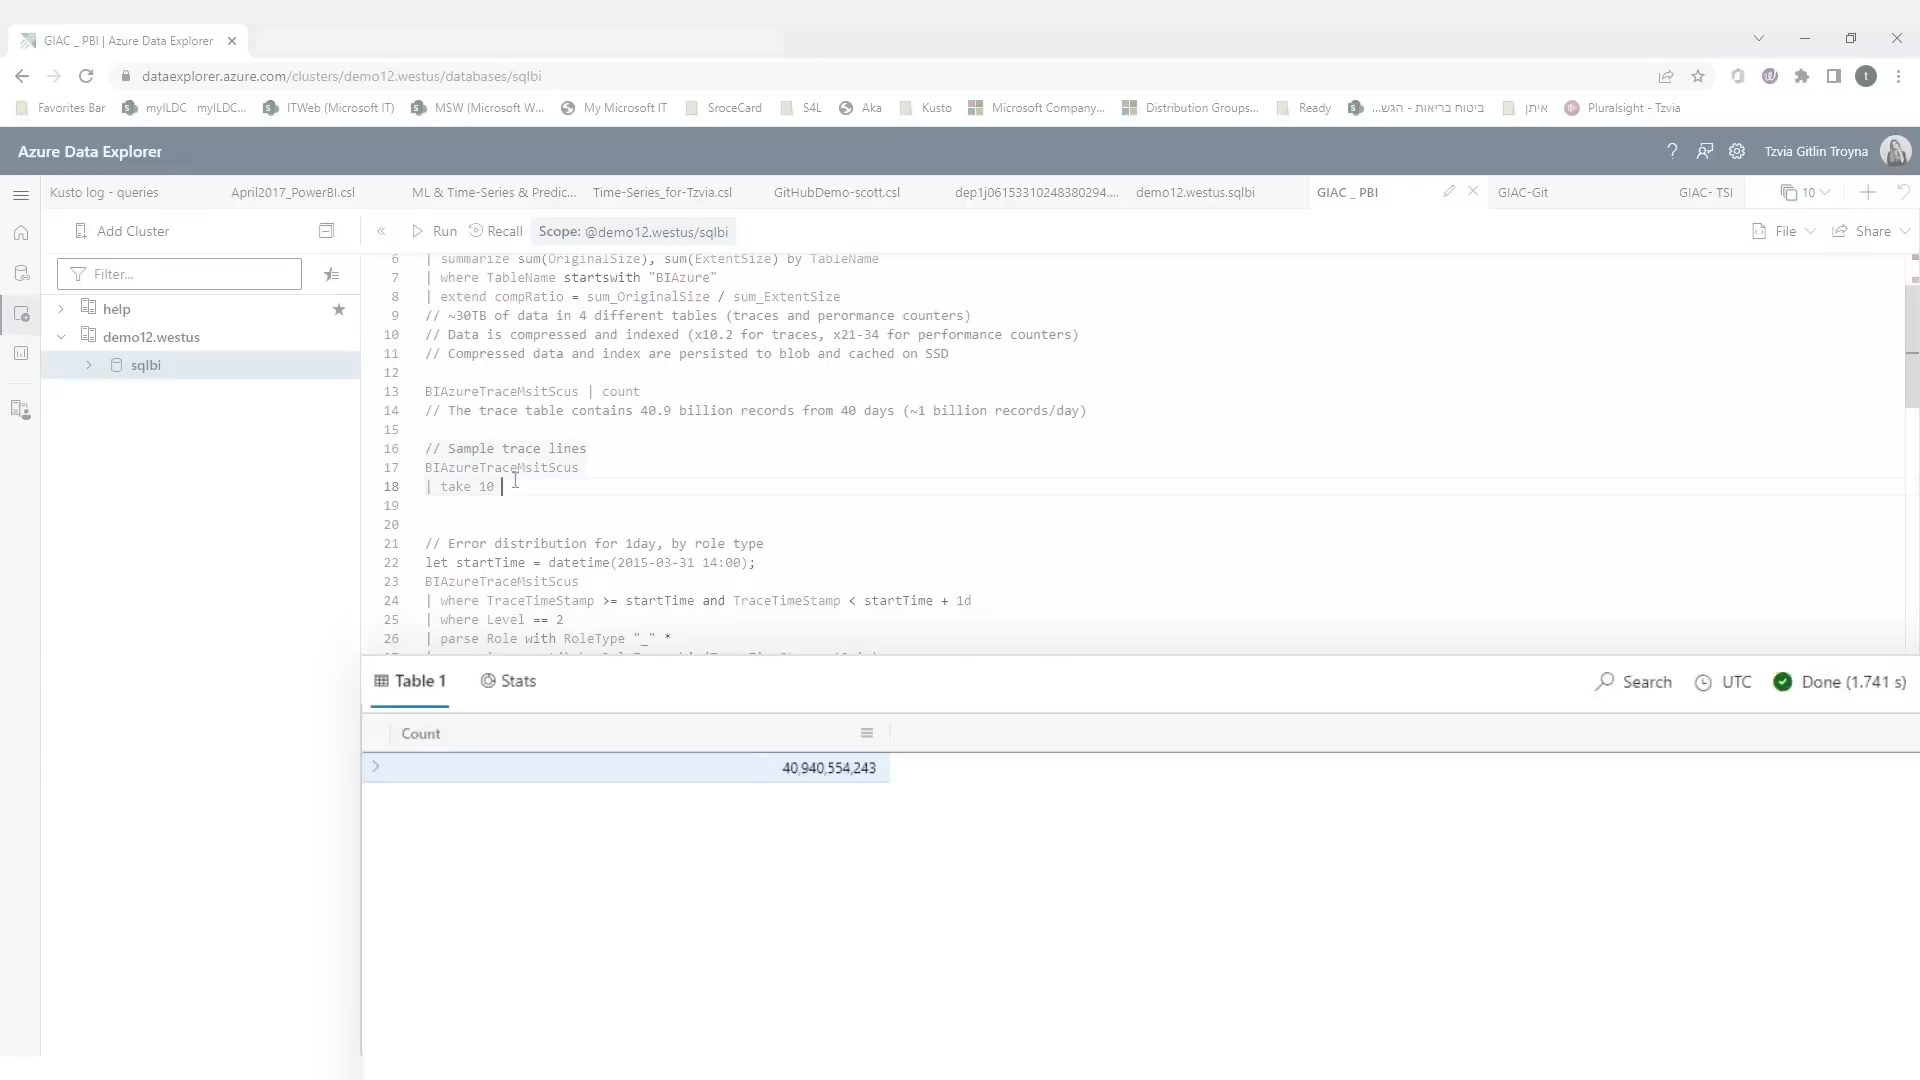 GIAC _ PBI | Azure Data Explorer
dataexplorer.azure.com/clusters/demo12.westus/databases/sqlbi
t
Favorites Bar myILDC myILDC... ITWeb (Microsoft IT) MSW (Microsoft W... My Microsoft IT SroceCard S4L Aka Kusto Microsoft Company... Distribution Groups... Ready ביטוח בריאות - הגש... איתן Pluralsight - Tzvia
Azure Data Explorer
? Tzvia Gitlin Troyna
Kusto log - queries April2017_PowerBI.csl ML & Time-Series & Predic... Time-Series_for-Tzvia.csl GitHubDemo-scott.csl dep1j06153310248380294.... demo12.westus.sqlbi GIAC _ PBI GIAC-Git GIAC- TSI 10
Add Cluster
Run Recall Scope: @demo12.westus/sqlbi File Share
Filter...
help
demo12.westus
sqlbi
6 | summarize sum(OriginalSize), sum(ExtentSize) by TableName
7 | where TableName startswith "BIAzure"
8 | extend compRatio = sum_OriginalSize / sum_ExtentSize
9 // ~30TB of data in 4 different tables (traces and perormance counters)
10 // Data is compressed and indexed (x10.2 for traces, x21-34 for performance counters)
11 // Compressed data and index are persisted to blob and cached on SSD
12
13 BIAzureTraceMsitScus | count
14 // The trace table contains 40.9 billion records from 40 days (~1 billion records/day)
15
16 // Sample trace lines
17 BIAzureTraceMsitScus
18 | take 10
19
20
21 // Error distribution for 1day, by role type
22 let startTime = datetime(2015-03-31 14:00);
23 BIAzureTraceMsitScus
24 | where TraceTimeStamp >= startTime and TraceTimeStamp < startTime + 1d
25 | where Level == 2
26 | parse Role with RoleType "_" *
Table 1 Stats Search UTC Done (1.741 s)
Count
40,940,554,243